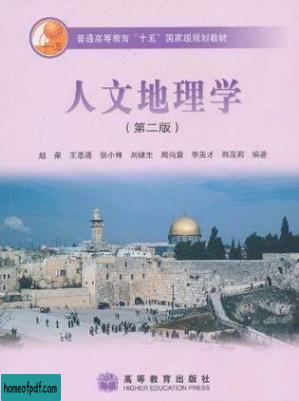 普通高等教育“十五”国家级规划教材
人文地理学
（第二版）
赵 荣 王恩涌 张小林 刘继生 周尚意 李贵才 韩茂莉 编著
高等教育出版社
HIGHER EDUCATION PRESS
homeofpdf.com